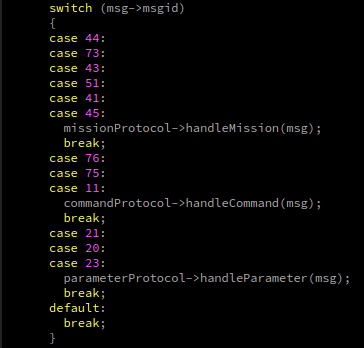 switch (msg->msgid)
{
case 44:
case 73:
case 43:
case 51:
case 41:
case 45:
missionProtocol->handleMission(msg);
break;
case 76:
case 75:
case 11:
commandProtocol->handleCommand(msg);
break;
case 21:
case 20:
case 23:
parameterProtocol->handleParameter(msg);
break;
default:
break;
}